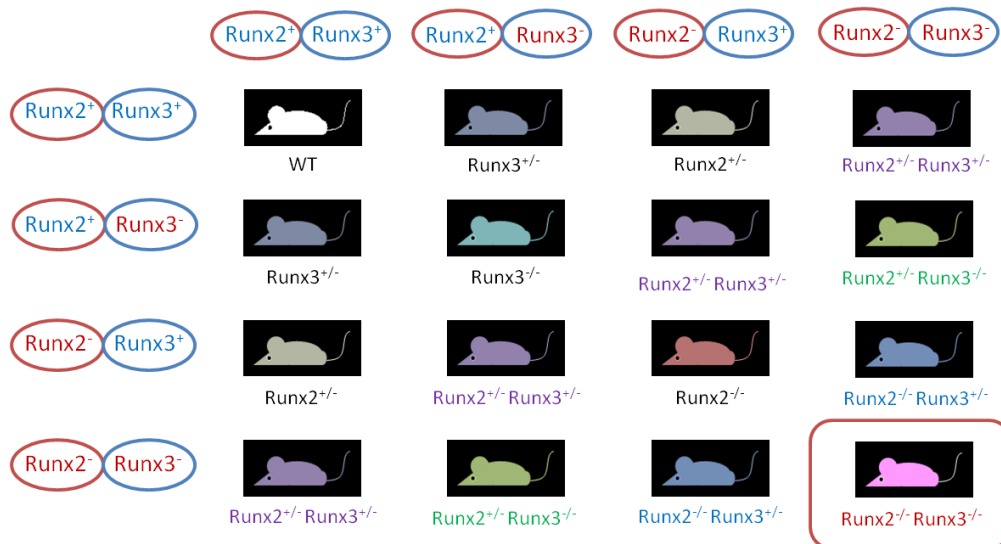 Runx2⁺ Runx3⁺ Runx2⁺ Runx3⁻ Runx2⁻ Runx3⁺ Runx2⁻ Runx3⁻
Runx2⁺ Runx3⁺
WT Runx3⁺/⁻ Runx2⁺/⁻ Runx2⁺/⁻ Runx3⁺/⁻
Runx2⁺ Runx3⁻
Runx3⁺/⁻ Runx3⁻/⁻ Runx2⁺/⁻ Runx3⁺/⁻ Runx2⁺/⁻ Runx3⁻/⁻
Runx2⁻ Runx3⁺
Runx2⁺/⁻ Runx2⁺/⁻ Runx3⁺/⁻ Runx2⁻/⁻ Runx2⁻/⁻ Runx3⁺/⁻
Runx2⁻ Runx3⁻
Runx2⁺/⁻ Runx3⁺/⁻ Runx2⁺/⁻ Runx3⁻/⁻ Runx2⁻/⁻ Runx3⁺/⁻ Runx2⁻/⁻ Runx3⁻/⁻